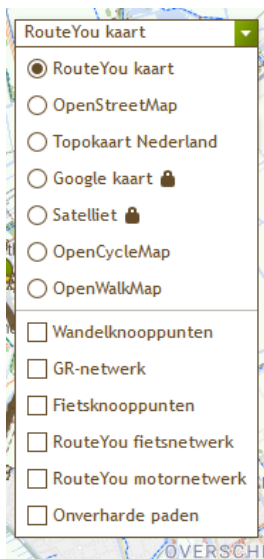 RouteYou kaart
RouteYou kaart
OpenStreetMap
Topokaart Nederland
Google kaart
Satelliet
OpenCycleMap
OpenWalkMap
Wandelknooppunten
GR-netwerk
Fietsknooppunten
RouteYou fietsnetwerk
RouteYou motornetwerk
Onverharde paden
OVERSCH